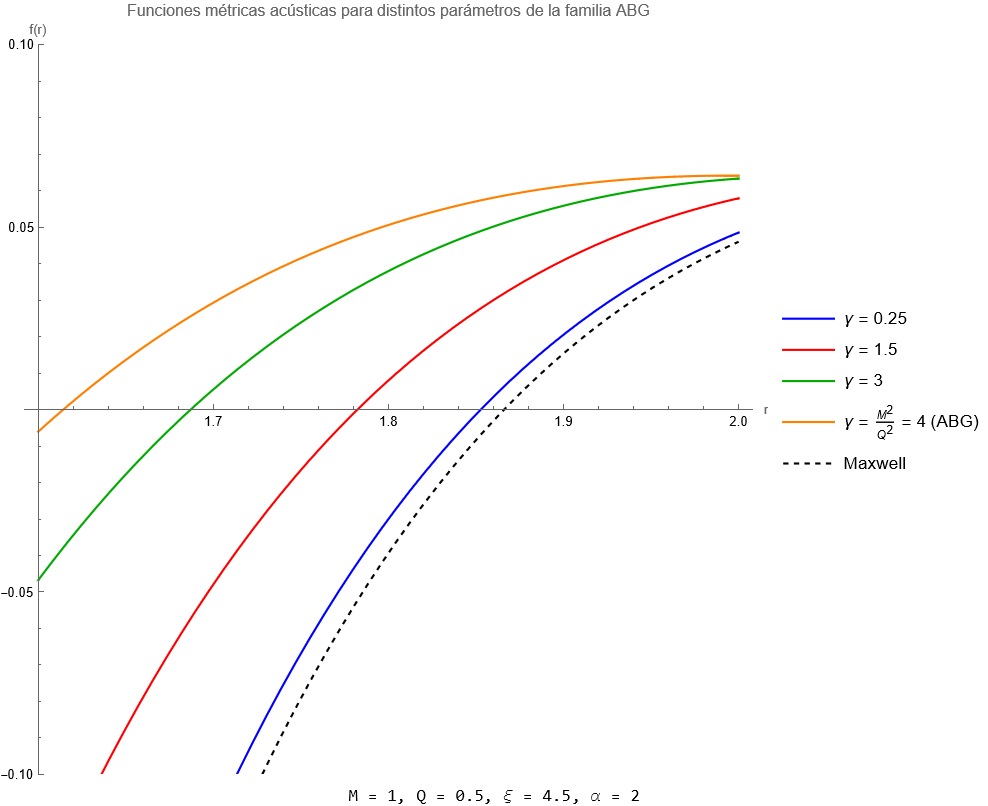 Funciones métricas acústicas para distintos parámetros de la familia ABG
f(r)
0.10
0.05
-0.05
-0.10
1.7
1.8
1.9
2.0
r
γ = 0.25
γ = 1.5
γ = 3
γ = M²/Q² = 4 (ABG)
Maxwell
M = 1, Q = 0.5, ξ = 4.5, α = 2